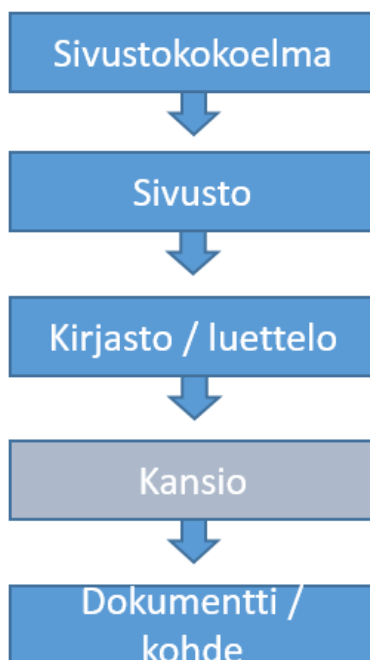 Sivustokokoelma
Sivusto
Kirjasto / luettelo
Kansio
Dokumentti /
kohde